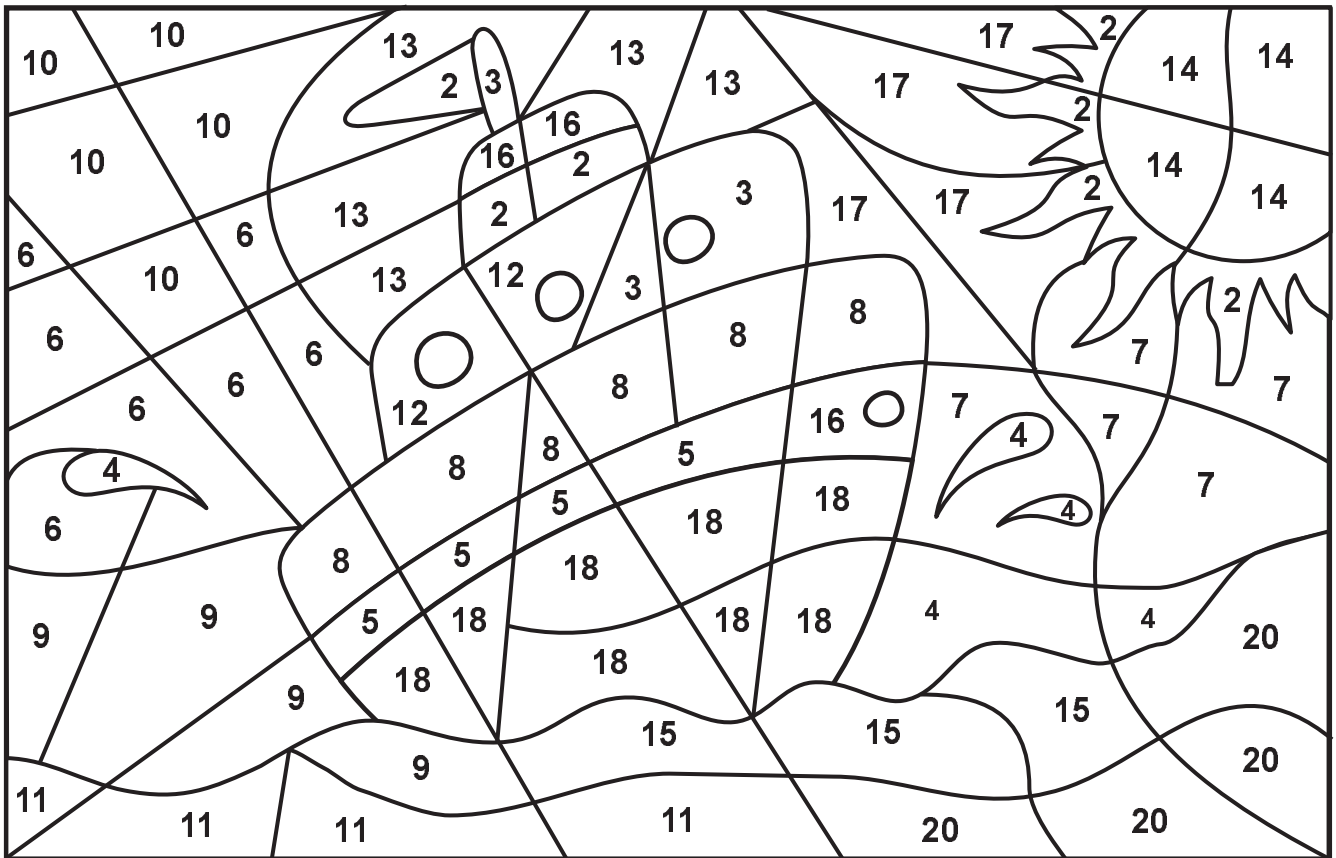 10 10 13 13 17 2 14 14
2 3 13 17
10 10 16 2 14
16 2 14
13 2 3 17 17 2 14
6 6 10 13 12 3 2
6 6 8 8 7
6 6 12 8 16 7 4 7 7
4 8 8 5 7
6 5 18 18 4
8 5 18
9 9 5 18 18 18 4 4 20
9 18 18 15
9 15 15 20
11 11 11 11 20 20